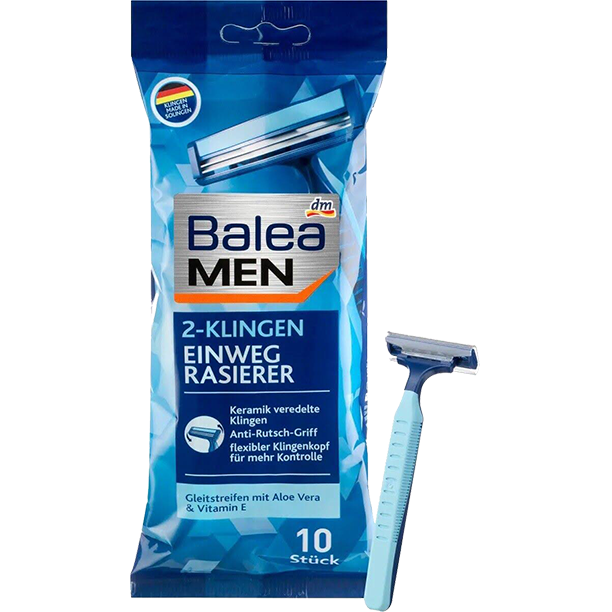 KLINGEN
MADE IN
SOLINGEN
dm
Balea
MEN
2-KLINGEN
EINWEG
RASIERER
Keramik veredelte
Klingen
Anti-Rutsch-Griff
flexibler Klingenkopf
für mehr Kontrolle
Gleitstreifen mit Aloe Vera
& Vitamin E
10
Stück